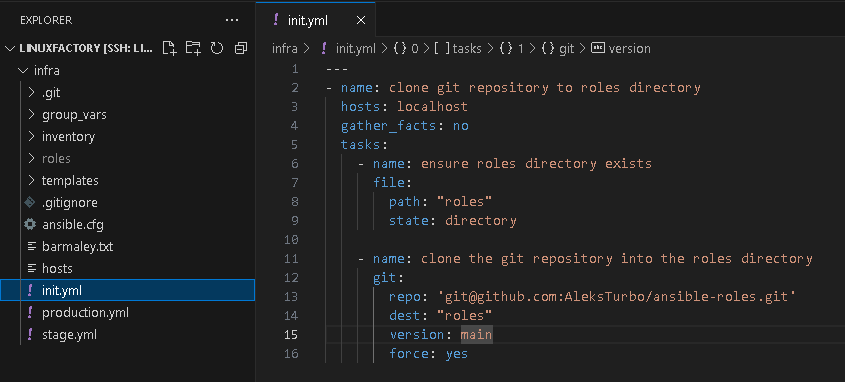 EXPLORER
···
LINUXFACTORY [SSH: LI...
infra
.git
group_vars
inventory
roles
templates
.gitignore
ansible.cfg
barmaley.txt
hosts
! init.yml
! production.yml
! stage.yml
! init.yml ×
infra > ! init.yml > {} 0 > [ ] tasks > {} 1 > {} git > abc version
1 ---
2 - name: clone git repository to roles directory
3 hosts: localhost
4 gather_facts: no
5 tasks:
6 - name: ensure roles directory exists
7 file:
8 path: "roles"
9 state: directory
10
11 - name: clone the git repository into the roles directory
12 git:
13 repo: 'git@github.com:AleksTurbo/ansible-roles.git'
14 dest: "roles"
15 version: main
16 force: yes